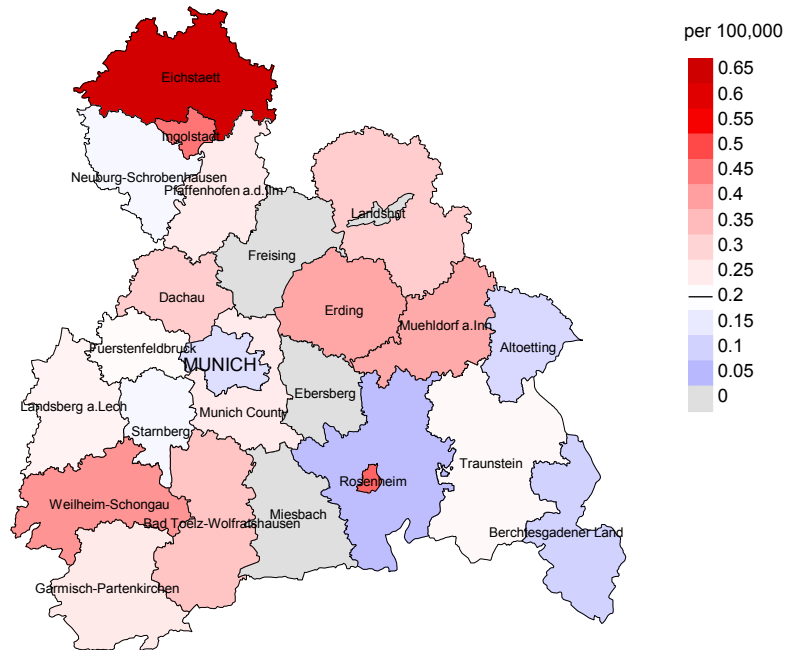 per 100,000
0.65
0.6
0.55
0.5
0.45
0.4
0.35
0.3
0.25
0.2
0.15
0.1
0.05
0
Eichstaett
Ingolstadt
Neuburg-Schrobenhausen
Pfaffenhofen a.d.Ilm
Landshut
Freising
Dachau
Erding
Muehldorf a.Inn
Fuerstenfeldbruck
MUNICH
Altoetting
Ebersberg
Landsberg a.Lech
Munich County
Starnberg
Traunstein
Rosenheim
Weilheim-Schongau
Miesbach
Bad Toelz-Wolfratshausen
Berchtesgadener Land
Garmisch-Partenkirchen